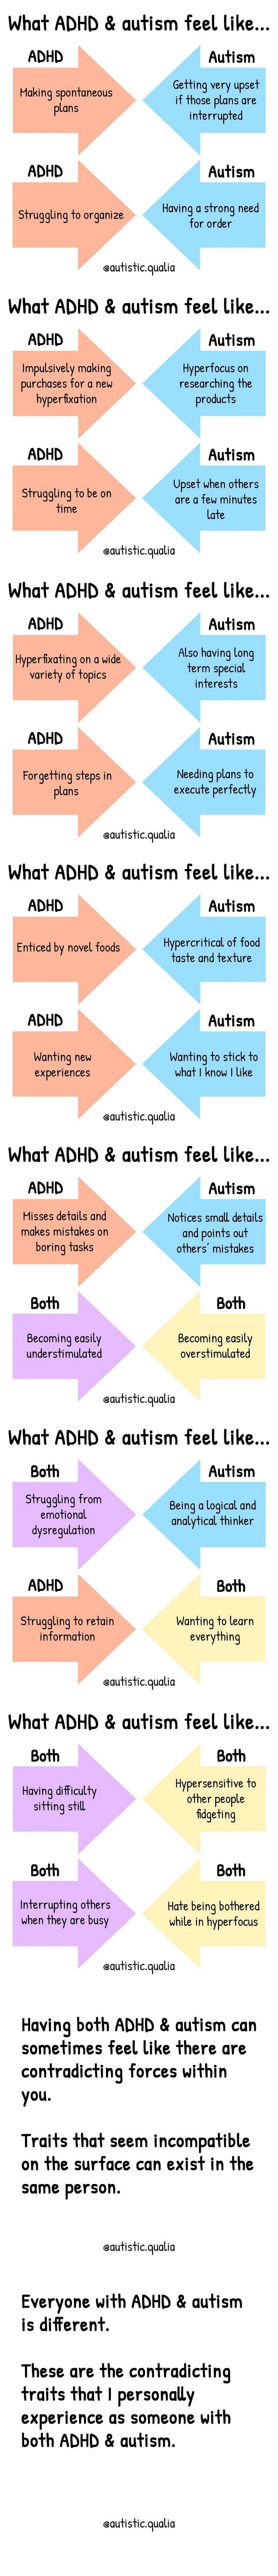 What ADHD & autism feel like...
ADHD
Autism
Making spontaneous
plans
Getting very upset
if those plans are
interrupted
ADHD
Autism
Struggling to organize
Having a strong need
for order
@autistic.qualia
What ADHD & autism feel like...
ADHD
Autism
Impulsively making
purchases for a new
hyperfixation
Hyperfocus on
researching the
products
ADHD
Autism
Struggling to be on
time
Upset when others
are a few minutes
late
@autistic.qualia
What ADHD & autism feel like...
ADHD
Autism
Hyperfixating on a wide
variety of topics
Also having long
term special
interests
ADHD
Autism
Forgetting steps in
plans
Needing plans to
execute perfectly
@autistic.qualia
What ADHD & autism feel like...
ADHD
Autism
Enticed by novel foods
Hypercritical of food
taste and texture
ADHD
Autism
Wanting new
experiences
Wanting to stick to
what I know I like
@autistic.qualia
What ADHD & autism feel like...
ADHD
Autism
Misses details and
makes mistakes on
boring tasks
Notices small details
and points out
others' mistakes
Both
Both
Becoming easily
understimulated
Becoming easily
overstimulated
@autistic.qualia
What ADHD & autism feel like...
Both
Autism
Struggling from
emotional
dysregulation
Being a logical and
analytical thinker
ADHD
Both
Struggling to retain
information
Wanting to learn
everything
@autistic.qualia
What ADHD & autism feel like...
Both
Both
Having difficulty
sitting still
Hypersensitive to
other people
fidgeting
Both
Both
Interrupting others
when they are busy
Hate being bothered
while in hyperfocus
@autistic.qualia
Having both ADHD & autism can
sometimes feel like there are
contradicting forces within
you.
Traits that seem incompatible
on the surface can exist in the
same person.
@autistic.qualia
Everyone with ADHD & autism
is different.
These are the contradicting
traits that I personally
experience as someone with
both ADHD & autism.
@autistic.qualia